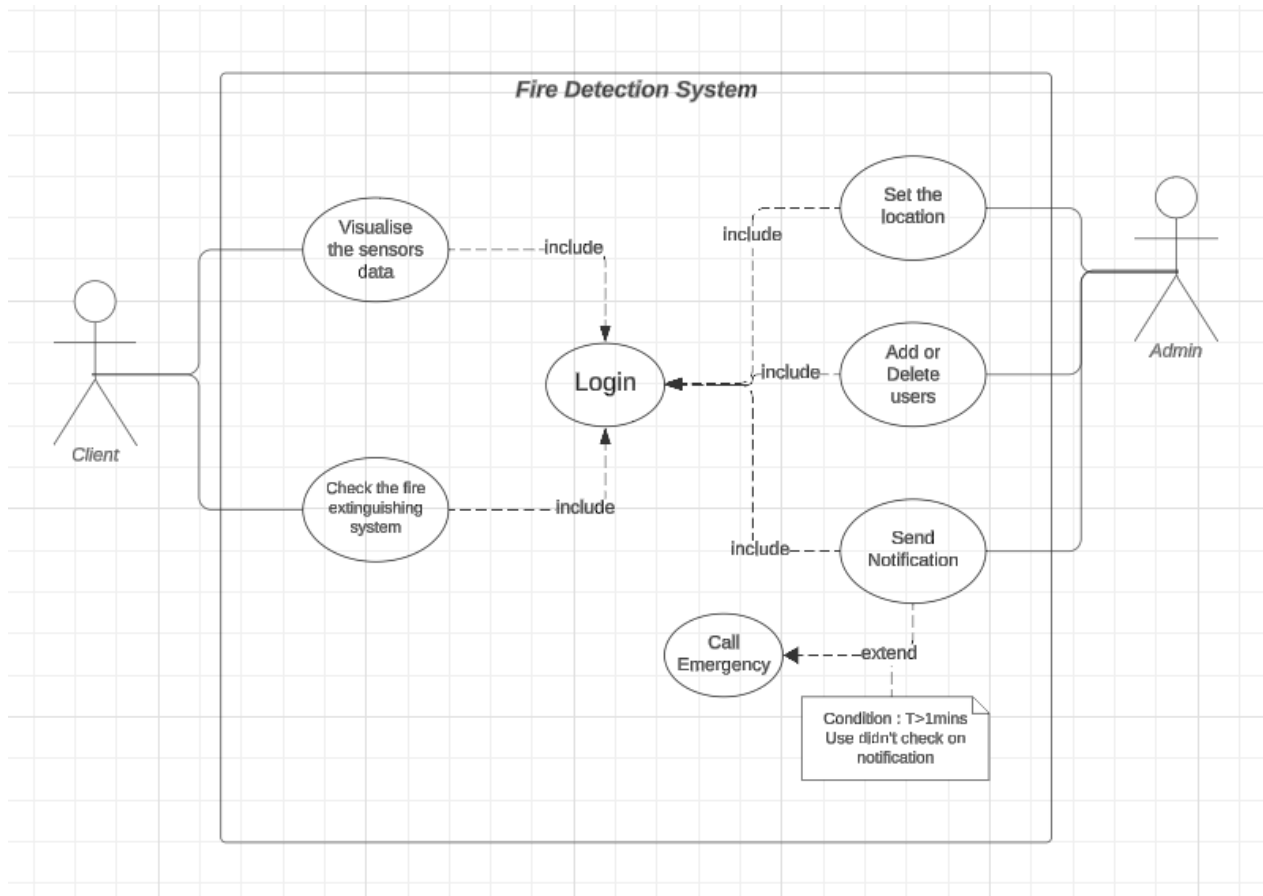 Fire Detection System
Set the
location
Visualise
the sensors
data
include
include
Add or
Delete
users
Login
include
Admin
Client
Check the fire
extinguishing
system
include
include
Send
Notification
Call
Emergency
extend
Condition : T>1mins
Use didn't check on
notification